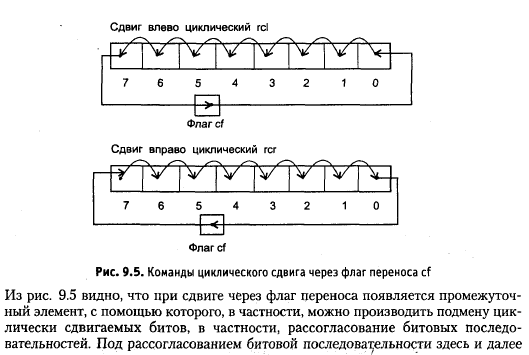 Сдвиг влево циклический rcl
7 6 5 4 3 2 1 0
Флаг cf
Сдвиг вправо циклический rcr
7 6 5 4 3 2 1 0
Флаг cf
Рис. 9.5. Команды циклического сдвига через флаг переноса cf
Из рис. 9.5 видно, что при сдвиге через флаг переноса появляется промежуточ-
ный элемент, с помощью которого, в частности, можно производить подмену цик-
лически сдвигаемых битов, в частности, рассогласование битовых последо-
вательностей. Под рассогласованием битовой последовательности здесь и далее